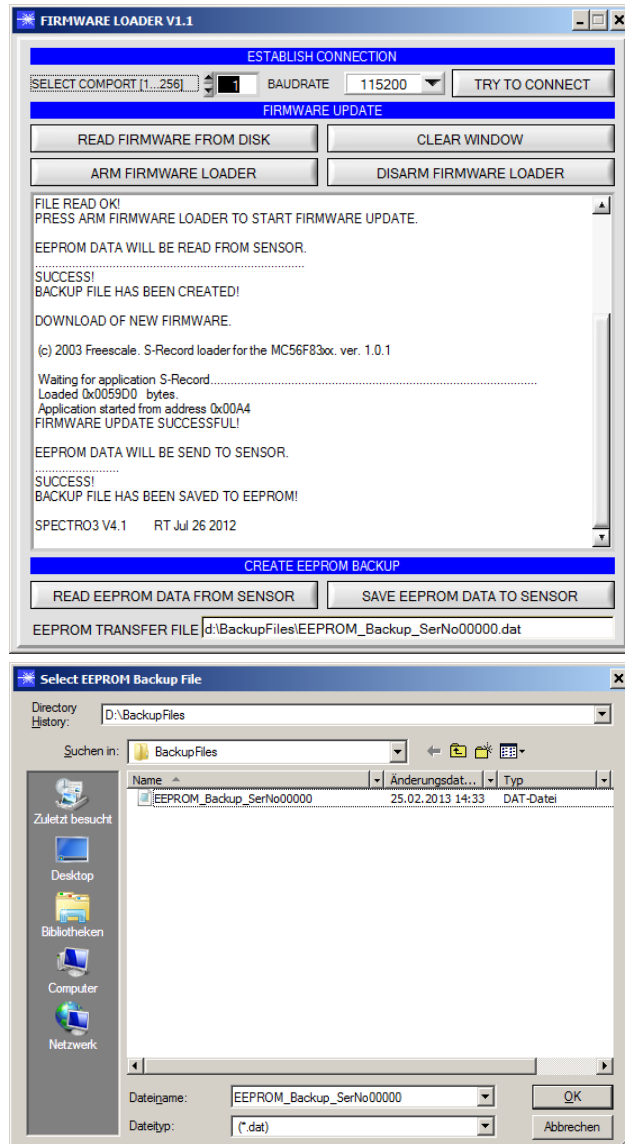 FIRMWARE LOADER V1.1
ESTABLISH CONNECTION
SELECT COMPORT [1...256] 1 BAUDRATE 115200 TRY TO CONNECT
FIRMWARE UPDATE
READ FIRMWARE FROM DISK CLEAR WINDOW
ARM FIRMWARE LOADER DISARM FIRMWARE LOADER
FILE READ OK!
PRESS ARM FIRMWARE LOADER TO START FIRMWARE UPDATE.
EEPROM DATA WILL BE READ FROM SENSOR.
................................................................................
SUCCESS!
BACKUP FILE HAS BEEN CREATED!
DOWNLOAD OF NEW FIRMWARE.
(c) 2003 Freescale. S-Record loader for the MC56F83xx. ver. 1.0.1
Waiting for application S-Record.................................................................................................
Loaded 0x0059D0 bytes.
Application started from address 0x00A4
FIRMWARE UPDATE SUCCESSFUL!
EEPROM DATA WILL BE SEND TO SENSOR.
.........................
SUCCESS!
BACKUP FILE HAS BEEN SAVED TO EEPROM!
SPECTRO3 V4.1 RT Jul 26 2012
CREATE EEPROM BACKUP
READ EEPROM DATA FROM SENSOR SAVE EEPROM DATA TO SENSOR
EEPROM TRANSFER FILE d:\BackupFiles\EEPROM_Backup_SerNo00000.dat
Select EEPROM Backup File
Directory History: D:\BackupFiles
Suchen in: BackupFiles
Name Änderungsdat... Typ
EEPROM_Backup_SerNo00000 25.02.2013 14:33 DAT-Datei
Zuletzt besucht
Desktop
Bibliotheken
Computer
Netzwerk
Dateiname: EEPROM_Backup_SerNo00000 OK
Dateityp: (*.dat) Abbrechen